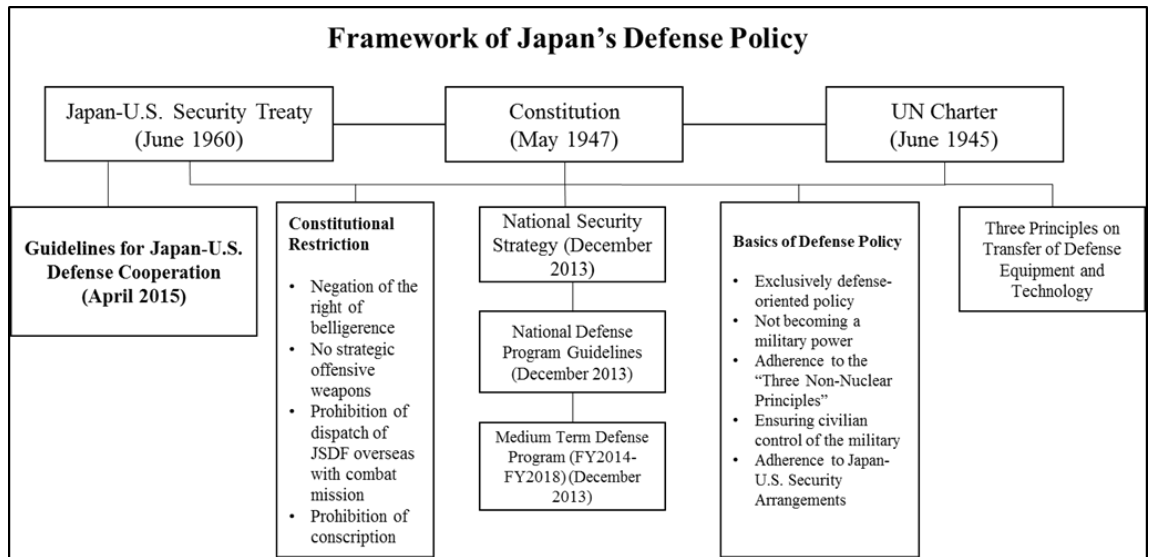 Framework of Japan's Defense Policy
Japan-U.S. Security Treaty
(June 1960)
Constitution
(May 1947)
UN Charter
(June 1945)
Guidelines for Japan-U.S.
Defense Cooperation
(April 2015)
Constitutional
Restriction
• Negation of the
right of
belligerence
• No strategic
offensive
weapons
• Prohibition of
dispatch of
JSDF overseas
with combat
mission
• Prohibition of
conscription
National Security
Strategy (December
2013)
National Defense
Program Guidelines
(December 2013)
Medium Term Defense
Program (FY2014-
FY2018) (December
2013)
Basics of Defense Policy
• Exclusively defense-
oriented policy
• Not becoming a
military power
• Adherence to the
“Three Non-Nuclear
Principles”
• Ensuring civilian
control of the military
• Adherence to Japan-
U.S. Security
Arrangements
Three Principles on
Transfer of Defense
Equipment and
Technology